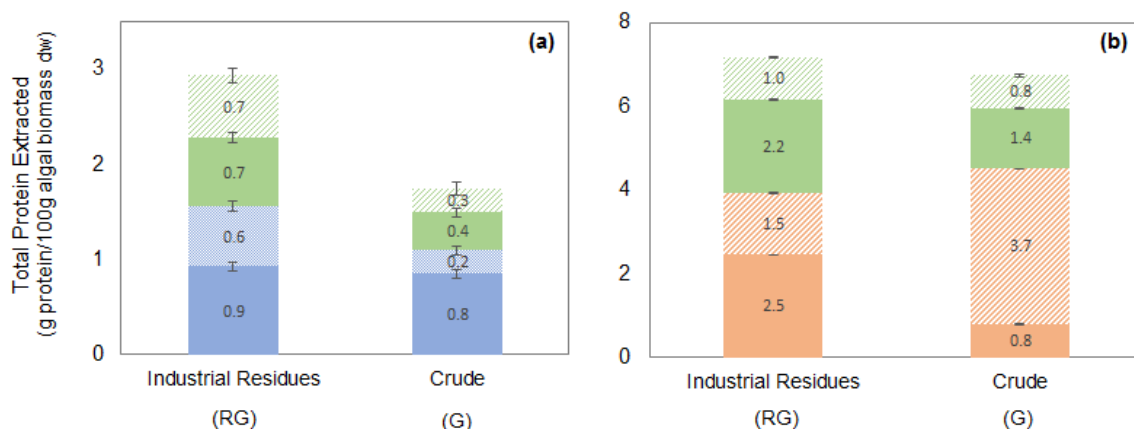 Total Protein Extracted
(g protein/100g algal biomass dw)
(a)
3
2
1
0
0.7
0.7
0.6
0.9
0.3
0.4
0.2
0.8
Industrial Residues
Crude
(RG)
(G)
(b)
8
6
4
2
0
1.0
2.2
1.5
2.5
0.8
1.4
3.7
0.8
Industrial Residues
Crude
(RG)
(G)